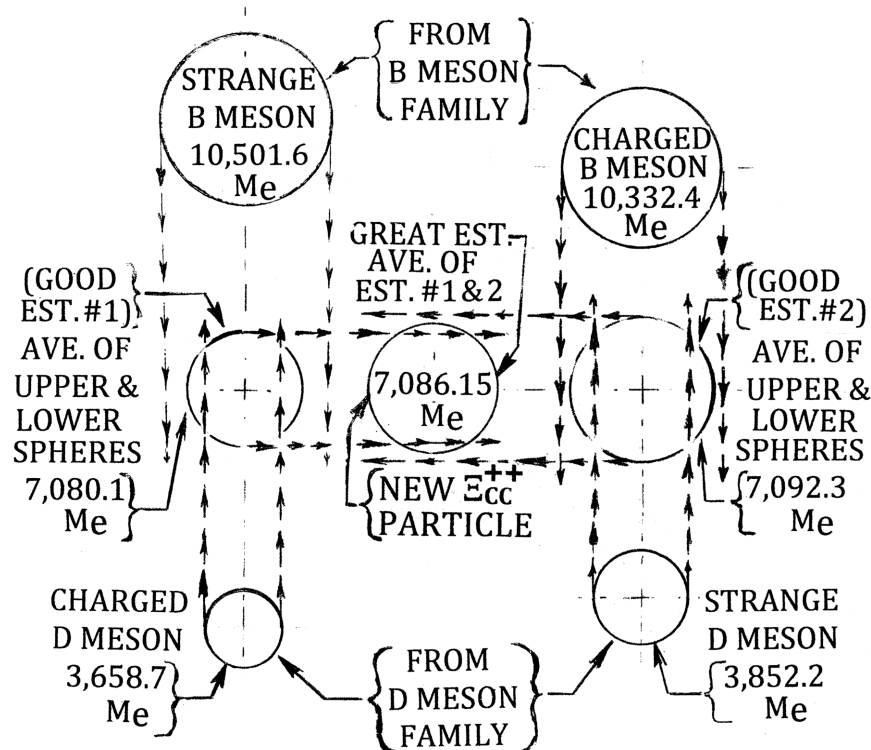 STRANGE
B MESON
10,501.6
Me
FROM
B MESON
FAMILY
CHARGED
B MESON
10,332.4
Me
GREAT EST.
AVE. OF
EST. #1&2
(GOOD
EST.#1)
AVE. OF
UPPER &
LOWER
SPHERES
7,080.1
Me
7,086.15
Me
NEW Ξcc++
PARTICLE
(GOOD
EST.#2)
AVE. OF
UPPER &
LOWER
SPHERES
7,092.3
Me
CHARGED
D MESON
3,658.7
Me
FROM
D MESON
FAMILY
STRANGE
D MESON
3,852.2
Me